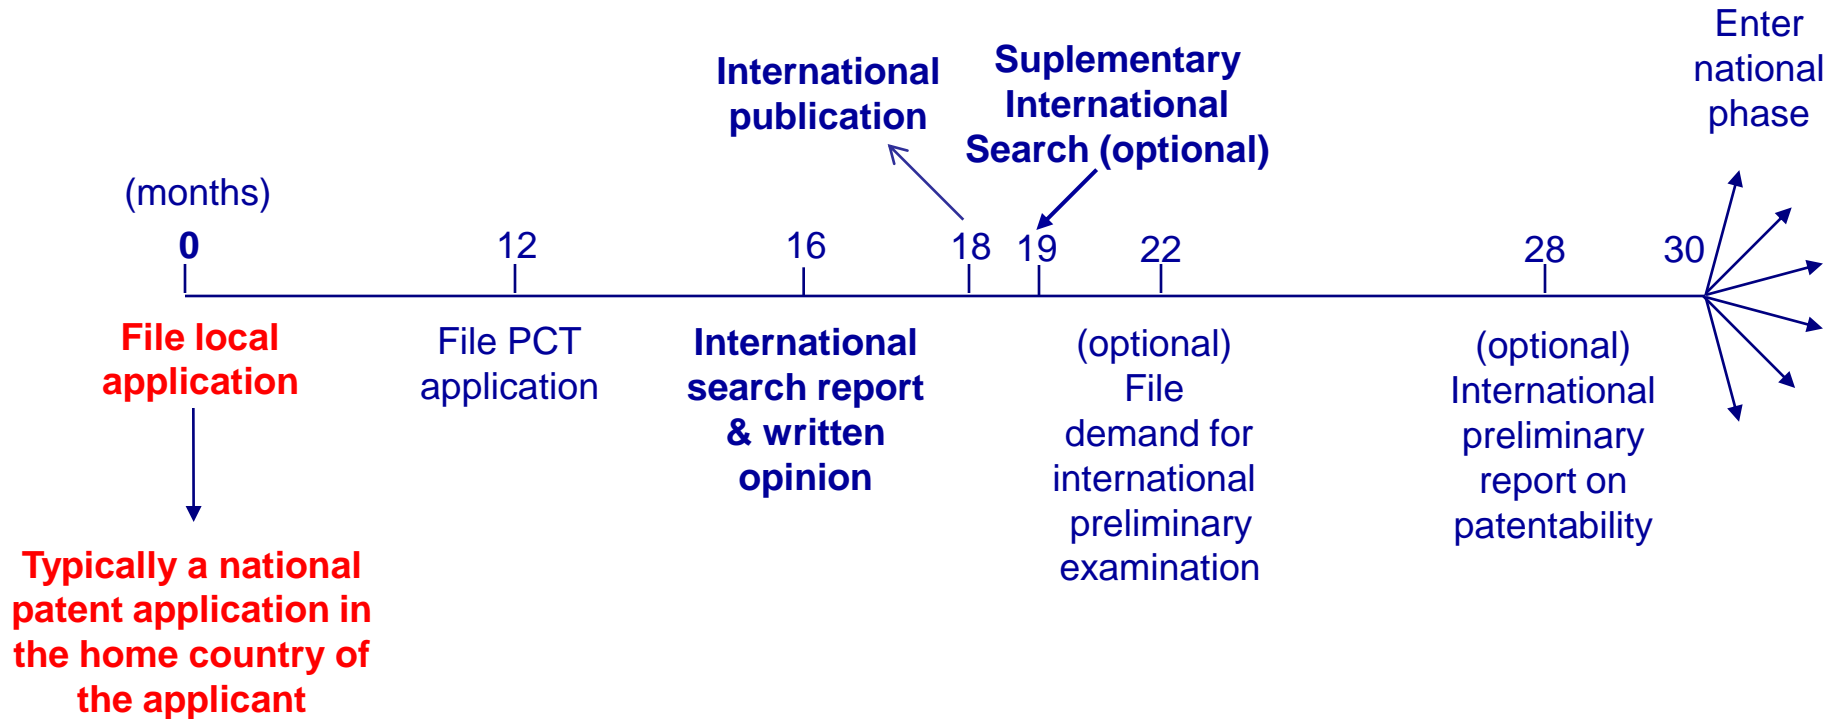 Enter
national
phase
International
publication
Suplementary
International
Search (optional)
(months)
0
12
16
18
19
22
28
30
File local
application
File PCT
application
International
search report
& written
opinion
(optional)
File
demand for
international
preliminary
examination
(optional)
International
preliminary
report on
patentability
Typically a national
patent application in
the home country of
the applicant